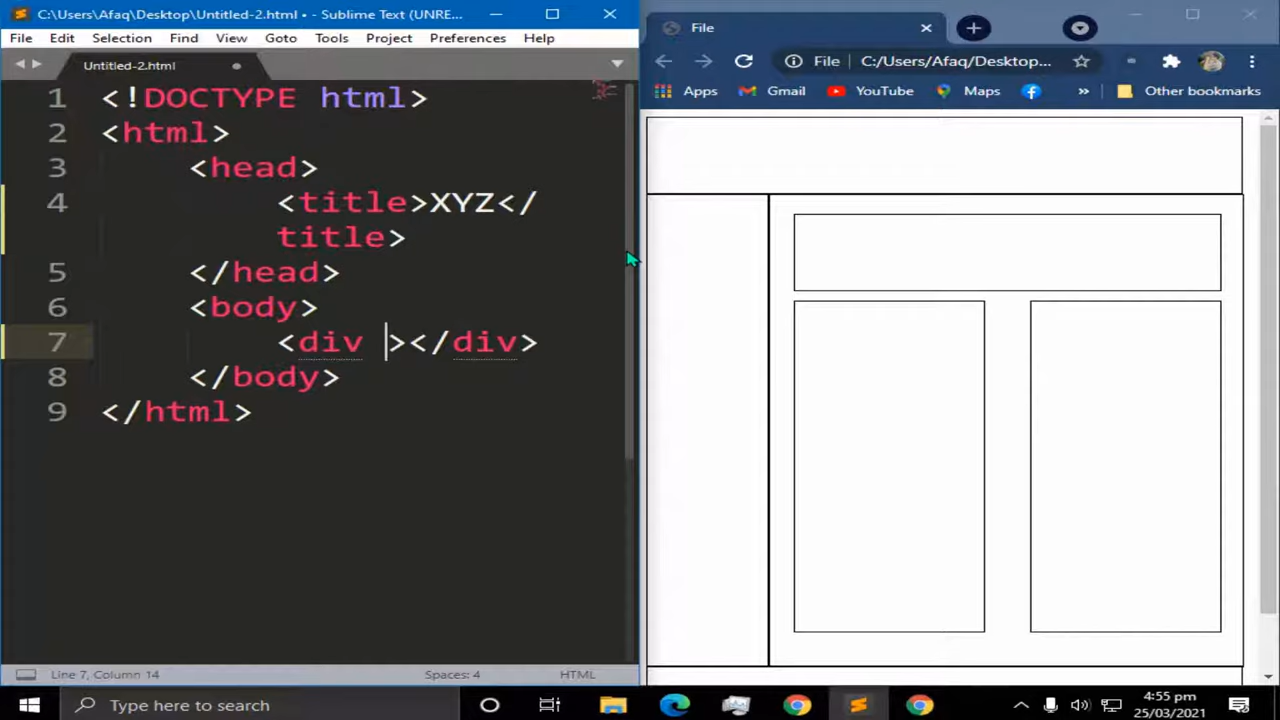 C:\Users\Afaq\Desktop\Untitled-2.html • - Sublime Text (UNRE...
File Edit Selection Find View Goto Tools Project Preferences Help
Untitled-2.html
1 <!DOCTYPE html>
2 <html>
3 <head>
4 <title>XYZ</
title>
5 </head>
6 <body>
7 <div ></div>
8 </body>
9 </html>
Line 7, Column 14 Spaces: 4 HTML
File
File C:/Users/Afaq/Desktop...
Apps Gmail YouTube Maps » Other bookmarks
Type here to search
4:55 pm
25/03/2021